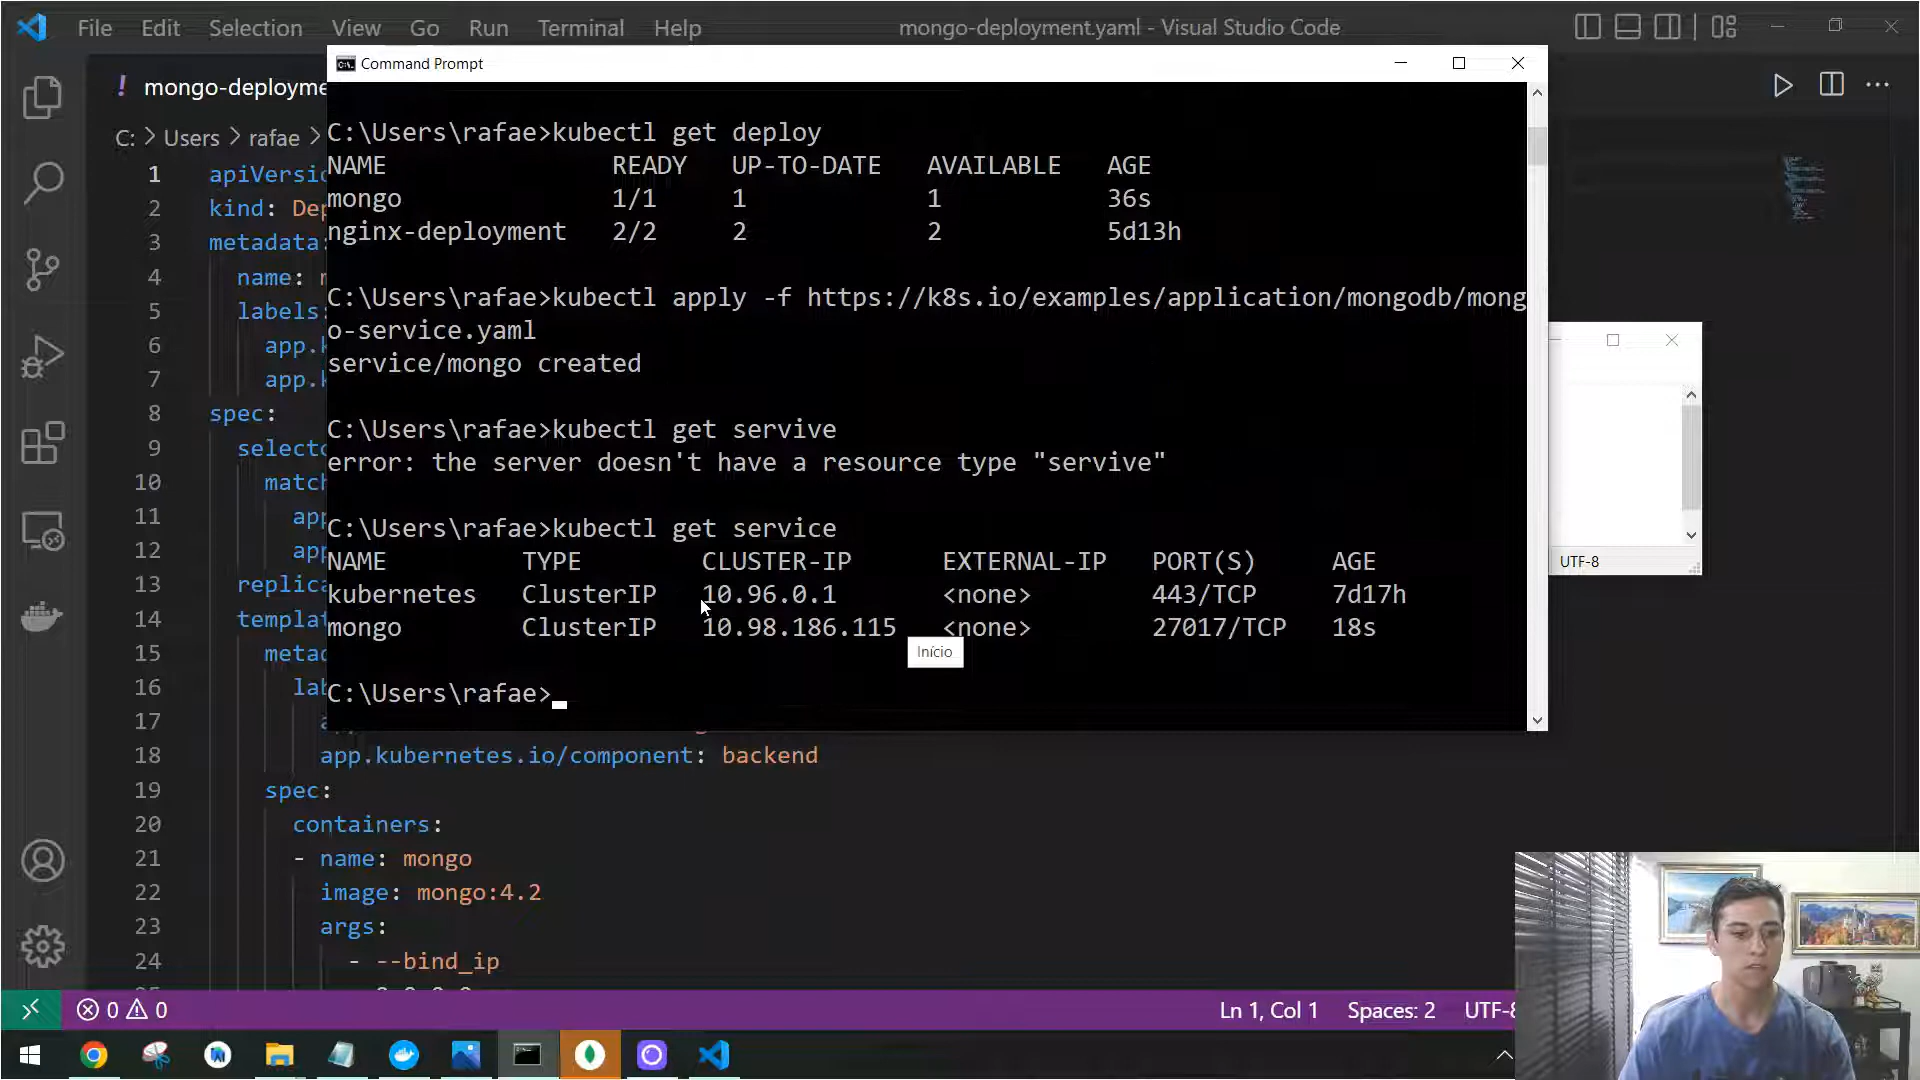 File Edit Selection View Go Run Terminal Help
mongo-deployment.yaml - Visual Studio Code
! mongo-deployme
C: > Users > rafae >
Command Prompt
C:\Users\rafae>kubectl get deploy
NAME READY UP-TO-DATE AVAILABLE AGE
mongo 1/1 1 1 36s
nginx-deployment 2/2 2 2 5d13h
C:\Users\rafae>kubectl apply -f https://k8s.io/examples/application/mongodb/mong
o-service.yaml
service/mongo created
C:\Users\rafae>kubectl get servive
error: the server doesn't have a resource type "servive"
C:\Users\rafae>kubectl get service
NAME TYPE CLUSTER-IP EXTERNAL-IP PORT(S) AGE
kubernetes ClusterIP 10.96.0.1 <none> 443/TCP 7d17h
mongo ClusterIP 10.98.186.115 <none> 27017/TCP 18s
Início
C:\Users\rafae>
UTF-8
1 apiVersio
2 kind: Dep
3 metadata:
4 name:
5 labels:
6 app.k
7 app.k
8 spec:
9 selecto
10 match
11 app
12 app
13 replica
14 templat
15 metad
16 lab
17
18 app.kubernetes.io/component: backend
19 spec:
20 containers:
21 - name: mongo
22 image: mongo:4.2
23 args:
24 - --bind_ip
0 0
Ln 1, Col 1 Spaces: 2 UTF-8